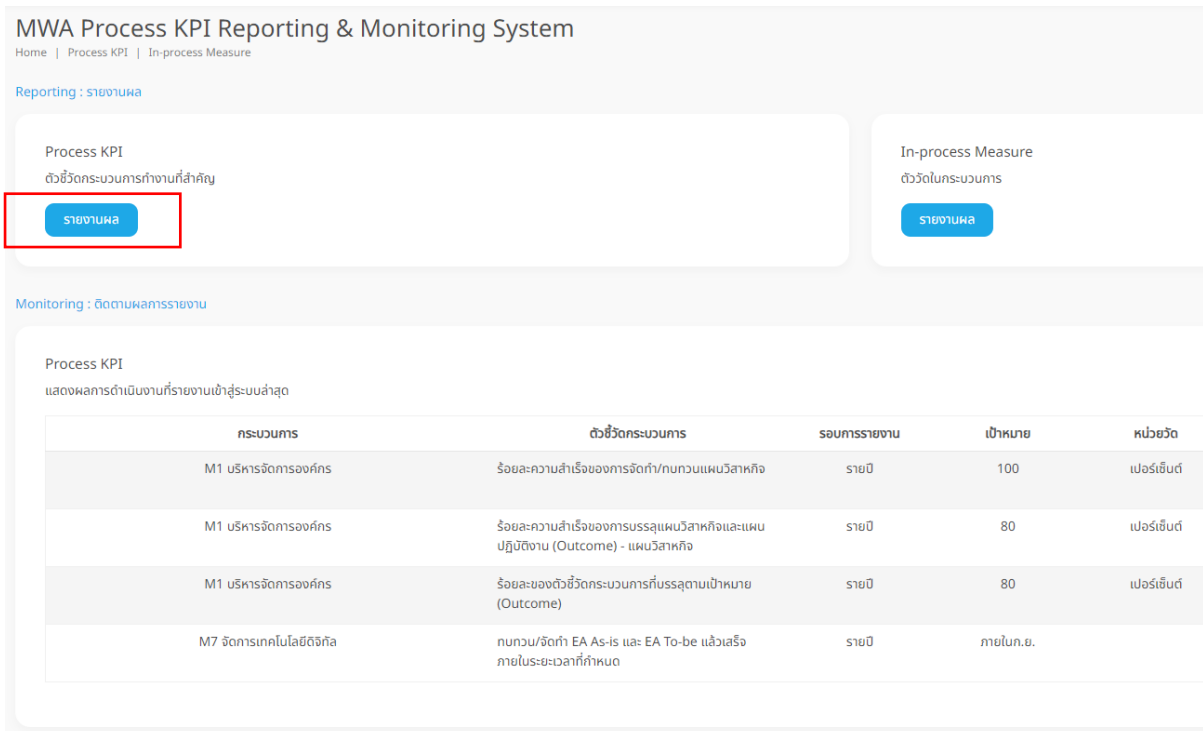 MWA Process KPI Reporting & Monitoring System
Home | Process KPI | In-process Measure
Reporting : รายงานผล
Process KPI
ตัวชี้วัดกระบวนการทำงานที่สำคัญ
รายงานผล
In-process Measure
ตัววัดในกระบวนการ
รายงานผล
Monitoring : ติดตามผลการรายงาน
Process KPI
แสดงผลการดำเนินงานที่รายงานเข้าสู่ระบบล่าสุด
กระบวนการ ตัวชี้วัดกระบวนการ รอบการรายงาน เป้าหมาย หน่วยวัด
M1 บริหารจัดการองค์กร ร้อยละความสำเร็จของการจัดทำ/ทบทวนแผนวิสาหกิจ รายปี 100 เปอร์เซ็นต์
M1 บริหารจัดการองค์กร ร้อยละความสำเร็จของการบรรลุแผนวิสาหกิจและแผน รายปี 80 เปอร์เซ็นต์
ปฏิบัติงาน (Outcome) - แผนวิสาหกิจ
M1 บริหารจัดการองค์กร ร้อยละของตัวชี้วัดกระบวนการที่บรรลุตามเป้าหมาย รายปี 80 เปอร์เซ็นต์
(Outcome)
M7 จัดการเทคโนโลยีดิจิทัล ทบทวน/จัดทำ EA As-is และ EA To-be แล้วเสร็จ รายปี ภายในก.ย.
ภายในระยะเวลาที่กำหนด